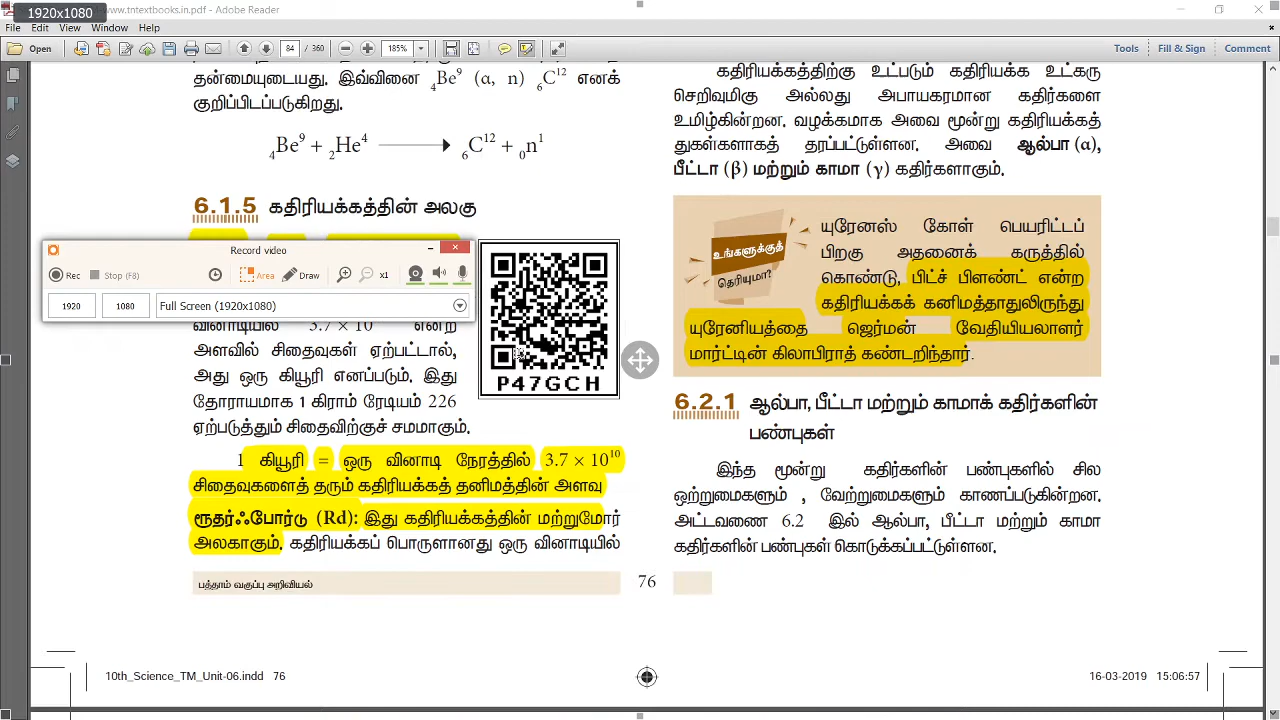 1920x1080
www.tntextbooks.in.pdf - Adobe Reader
File Edit View Window Help
Open 84 / 360 185% Tools Fill & Sign Comment
தன்மையுடையது. இவ்வினை ₄Be⁹ (α, n) ₆C¹² எனக்
குறிப்பிடப்படுகிறது.
₄Be⁹ + ₂He⁴ ⟶ ₆C¹² + ₀n¹
6.1.5 கதிரியக்கத்தின் அலகு
Record video
Rec Stop (F8) Area Draw x1
1920 1080 Full Screen (1920x1080)
வினாடியில் 3.7 × 10 என்ற
அளவில் சிதைவுகள் ஏற்பட்டால்,
அது ஒரு கியூரி எனப்படும். இது
தோராயமாக 1 கிராம் ரேடியம் 226
ஏற்படுத்தும் சிதைவிற்குச் சமமாகும்.
P47GCH
1 கியூரி = ஒரு வினாடி நேரத்தில் 3.7 × 10¹⁰
சிதைவுகளைத் தரும் கதிரியக்கத் தனிமத்தின் அளவு
ரூதர்ஃபோர்டு (Rd): இது கதிரியக்கத்தின் மற்றுமோர்
அலகாகும். கதிரியக்கப் பொருளானது ஒரு வினாடியில்
பத்தாம் வகுப்பு அறிவியல்
76
கதிரியக்கத்திற்கு உட்படும் கதிரியக்க உட்கரு
செறிவுமிகு அல்லது அபாயகரமான கதிர்களை
உமிழ்கின்றன. வழக்கமாக அவை மூன்று கதிரியக்கத்
துகள்களாகத் தரப்பட்டுள்ளன. அவை ஆல்பா (α),
பீட்டா (β) மற்றும் காமா (γ) கதிர்களாகும்.
உங்களுக்குத்
தெரியுமா?
யுரேனஸ் கோள் பெயரிட்டப்
பிறகு அதனைக் கருத்தில்
கொண்டு, பிட்ச் பிளண்ட் என்ற
கதிரியக்கக் கனிமத்தாதுலிருந்து
யுரேனியத்தை ஜெர்மன் வேதியியலாளர்
மார்ட்டின் கிலாபிராத் கண்டறிந்தார்.
6.2.1 ஆல்பா, பீட்டா மற்றும் காமாக் கதிர்களின்
பண்புகள்
இந்த மூன்று கதிர்களின் பண்புகளில் சில
ஒற்றுமைகளும் , வேற்றுமைகளும் காணப்படுகின்றன.
அட்டவணை 6.2 இல் ஆல்பா, பீட்டா மற்றும் காமா
கதிர்களின் பண்புகள் கொடுக்கப்பட்டுள்ளன.
10th_Science_TM_Unit-06.indd 76
16-03-2019 15:06:57